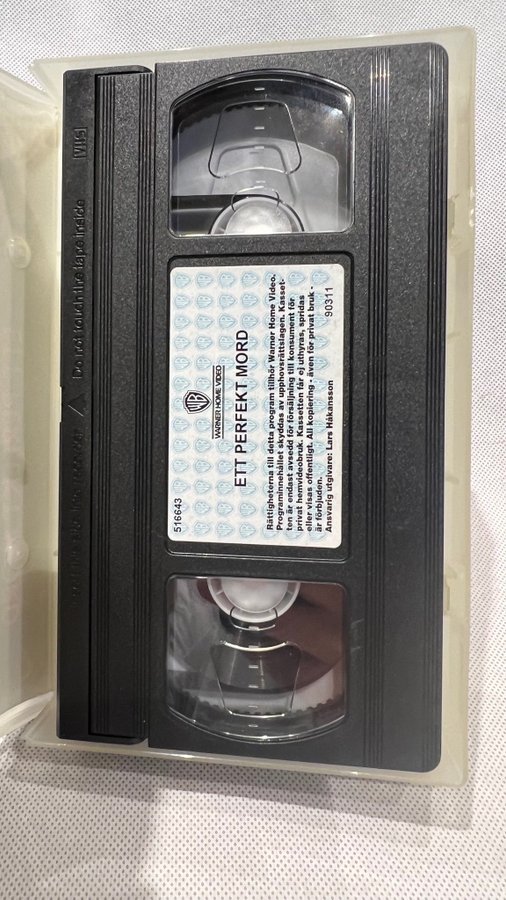 VHS
Do not touch the tape inside
516643
WB
WARNER HOME VIDEO
ETT PERFEKT MORD
Rättigheterna till detta program tillhör Warner Home Video.
Programinnehållet skyddas av upphovsrättslagen. Kasset-
ten är endast avsedd för försäljning till konsument för
privat hemvideobruk. Kassetten får ej uthyras, spridas
eller visas offentligt. All kopiering - även för privat bruk -
är förbjuden.
Ansvarig utgivare: Lars Håkansson
90311